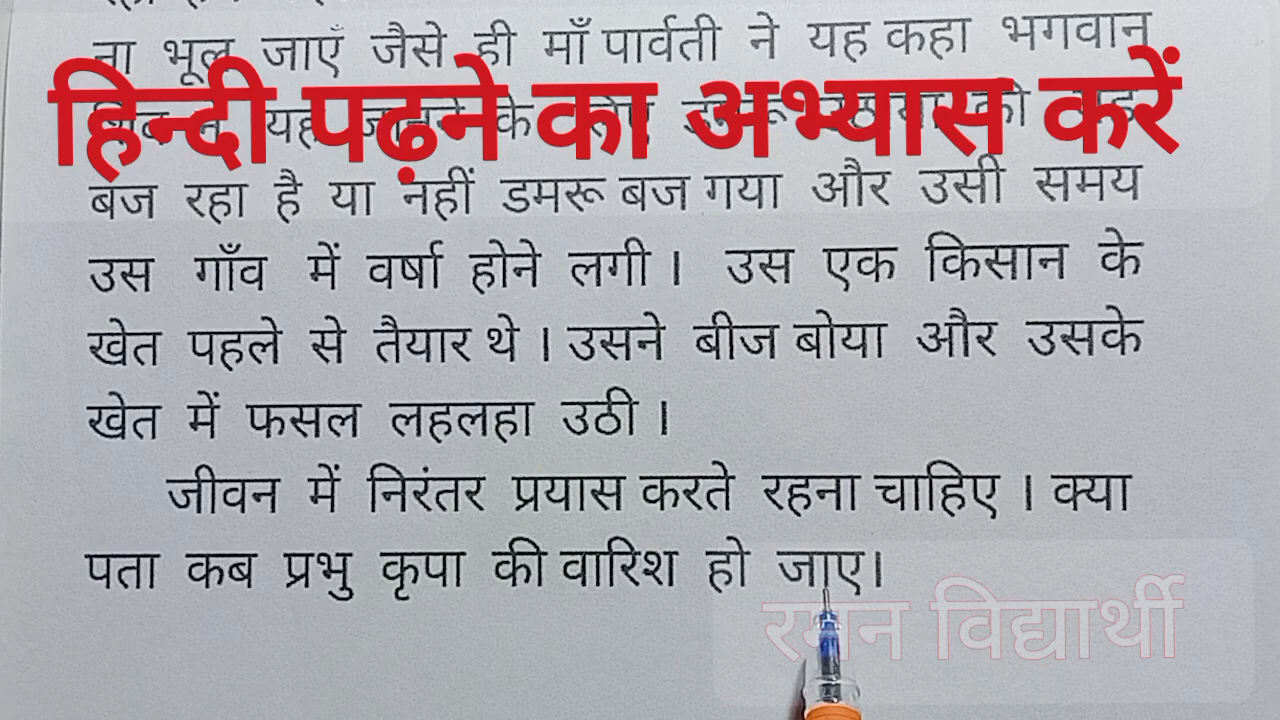 ना भूल जाएँ जैसे ही माँ पार्वती ने यह कहा भगवान
हिन्दी पढ़ने का अभ्यास करें
बज रहा है या नहीं डमरू बज गया और उसी समय
उस गाँव में वर्षा होने लगी । उस एक किसान के
खेत पहले से तैयार थे । उसने बीज बोया और उसके
खेत में फसल लहलहा उठी ।
जीवन में निरंतर प्रयास करते रहना चाहिए । क्या
पता कब प्रभु कृपा की वारिश हो जाए।
रमन विद्यार्थी